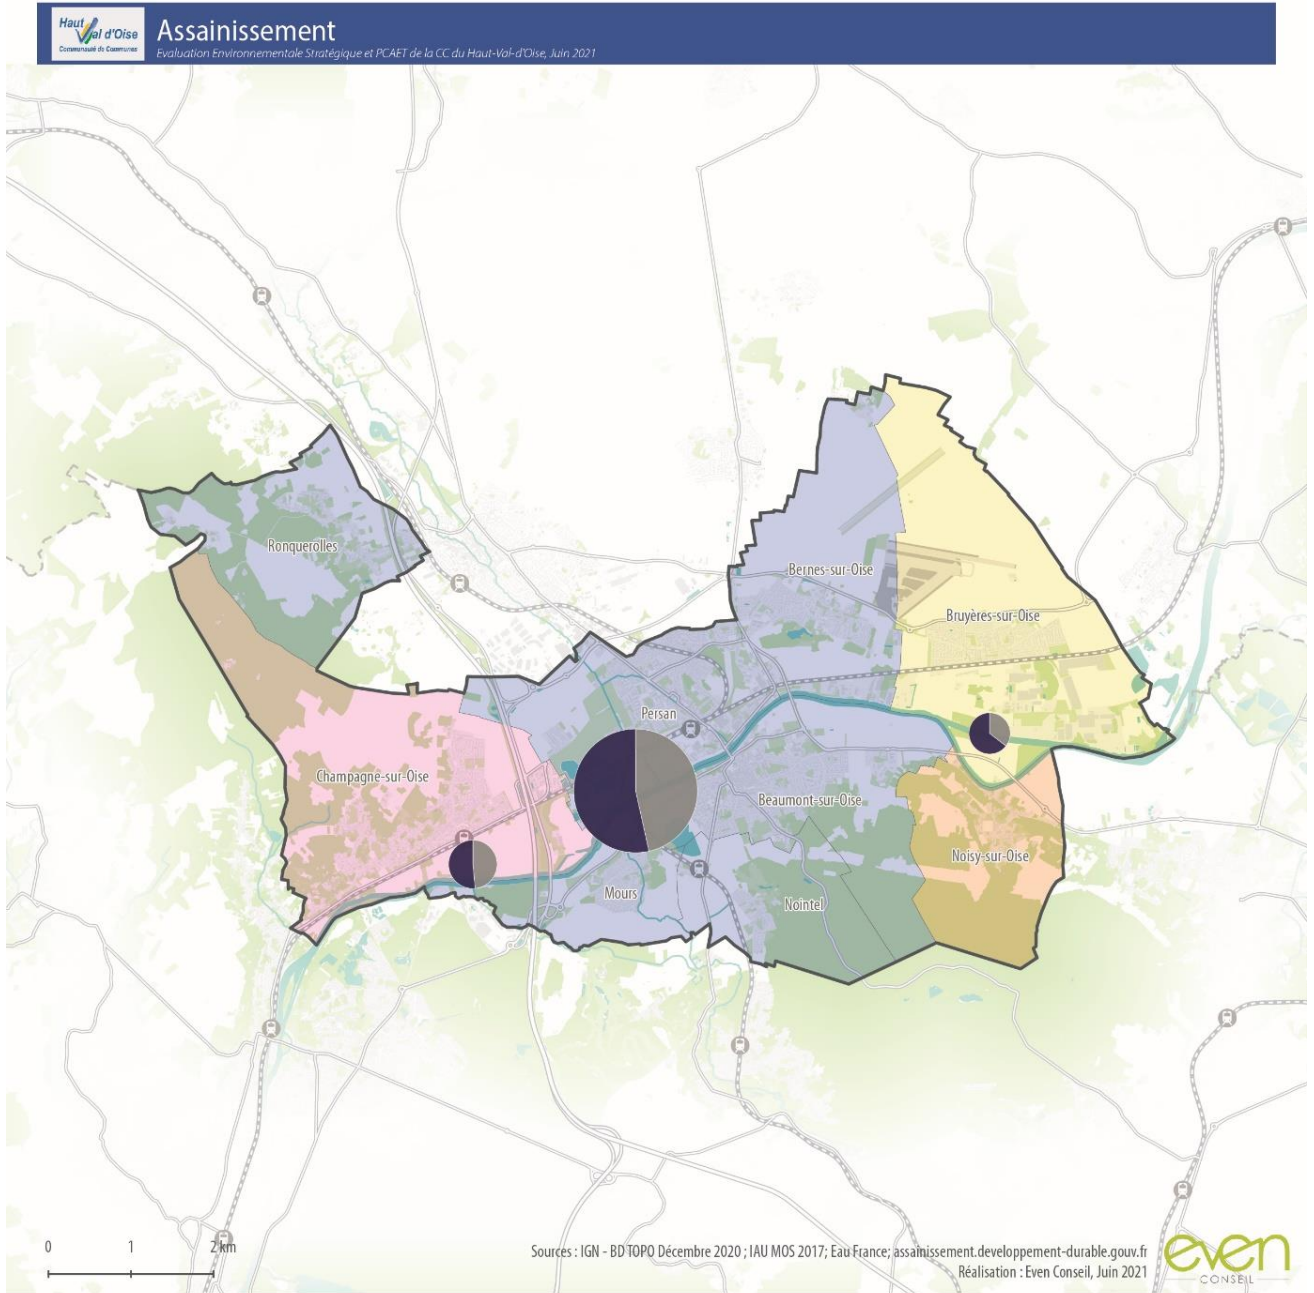 Haut
Val d'Oise
Communauté de Communes
Assainissement
Evaluation Environnementale Stratégique et PCAET de la CC du Haut-Val-d'Oise, Juin 2021
Ronquerolles
Bernes-sur-Oise
Bruyères-sur-Oise
Persan
Champagne-sur-Oise
Beaumont-sur-Oise
Noisy-sur-Oise
Mours
Nointel
0 1 2 km
Sources : IGN - BD TOPO Décembre 2020 ; IAU MOS 2017; Eau France; assainissement.developpement-durable.gouv.fr
Réalisation : Even Conseil, Juin 2021
even
CONSEIL